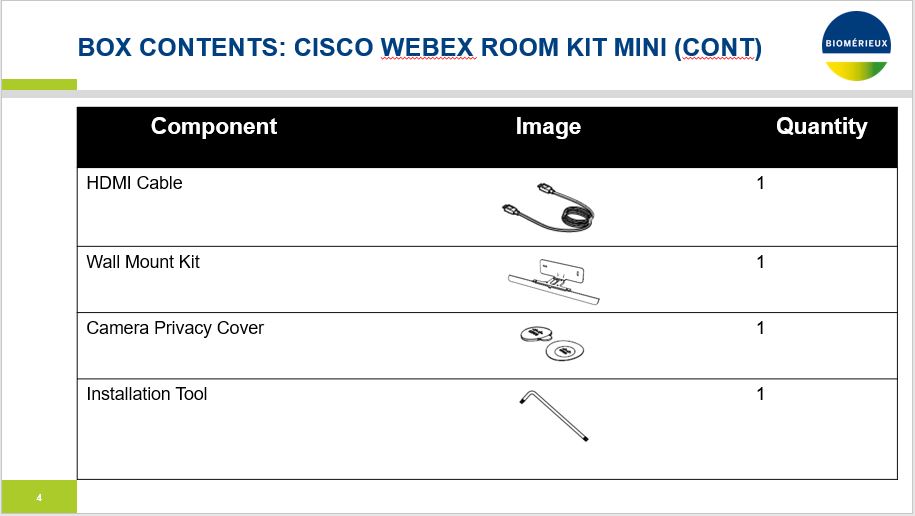 BOX CONTENTS: CISCO WEBEX ROOM KIT MINI (CONT)
BIOMÉRIEUX
Component Image Quantity
HDMI Cable 1
Wall Mount Kit 1
Camera Privacy Cover 1
Installation Tool 1
4